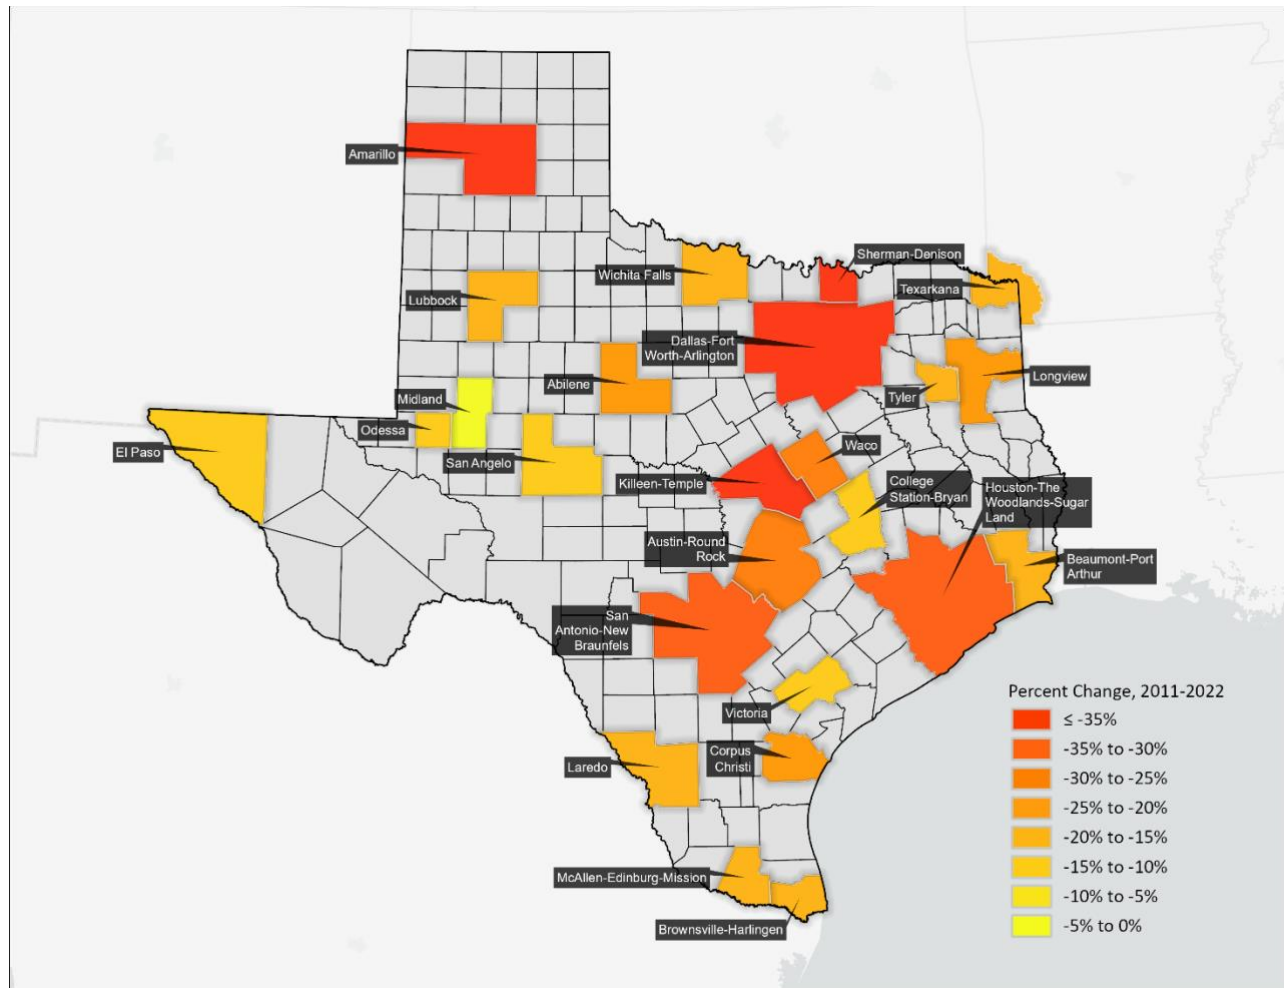 Amarillo
Sherman-Denison
Wichita Falls
Texarkana
Lubbock
Dallas-Fort
Worth-Arlington
Longview
Abilene
Tyler
Midland
Odessa
Waco
El Paso
San Angelo
Killeen-Temple
College
Station-Bryan
Houston-The
Woodlands-Sugar
Land
Austin-Round
Rock
Beaumont-Port
Arthur
San
Antonio-New
Braunfels
Victoria
Corpus
Christi
Laredo
McAllen-Edinburg-Mission
Brownsville-Harlingen
Percent Change, 2011-2022
≤ -35%
-35% to -30%
-30% to -25%
-25% to -20%
-20% to -15%
-15% to -10%
-10% to -5%
-5% to 0%